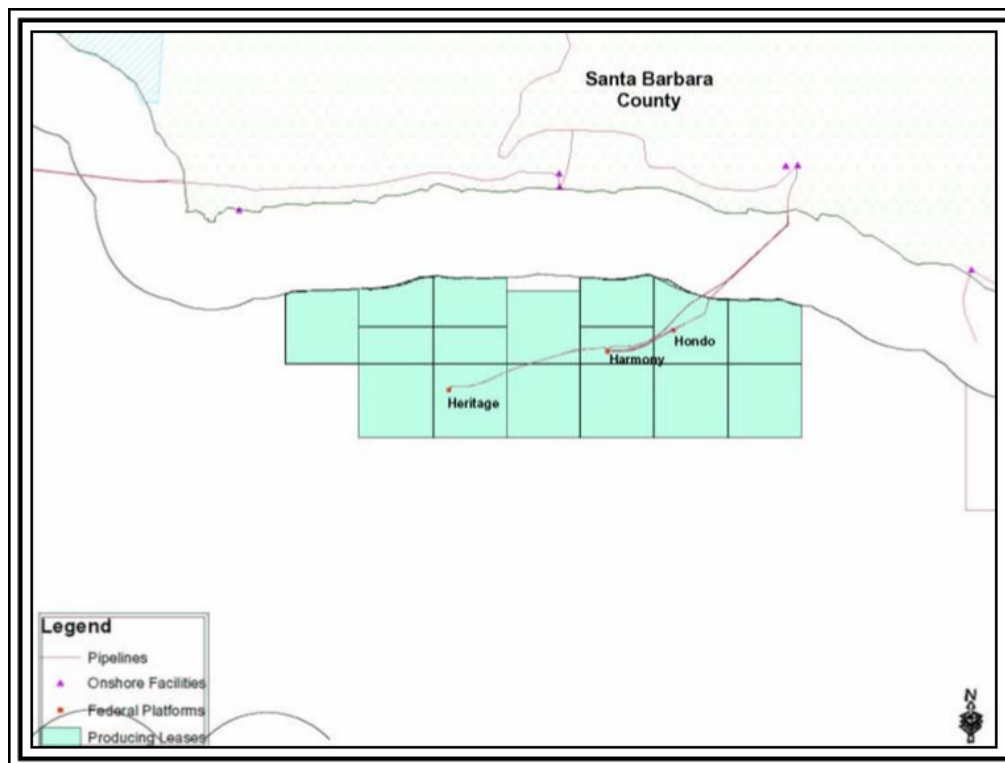 Santa Barbara
County
Hondo
Harmony
Heritage
Legend
Pipelines
Onshore Facilities
Federal Platforms
Producing Leases
N